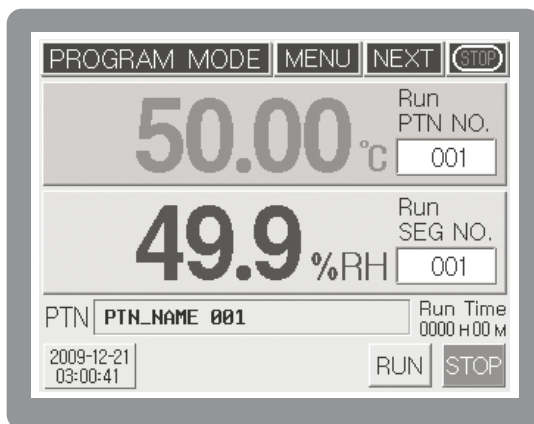 PROGRAM MODE MENU NEXT STOP
50.00 °C
Run
PTN NO.
001
49.9 %RH
Run
SEG NO.
001
PTN PTN_NAME 001
Run Time
0000 H 00 M
2009-12-21
03:00:41
RUN STOP